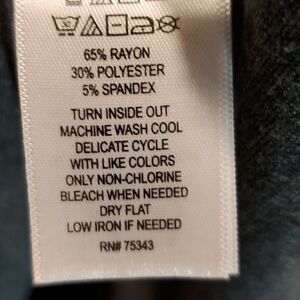 65% RAYON
30% POLYESTER
5% SPANDEX
TURN INSIDE OUT
MACHINE WASH COOL
DELICATE CYCLE
WITH LIKE COLORS
ONLY NON-CHLORINE
BLEACH WHEN NEEDED
DRY FLAT
LOW IRON IF NEEDED
RN# 75343